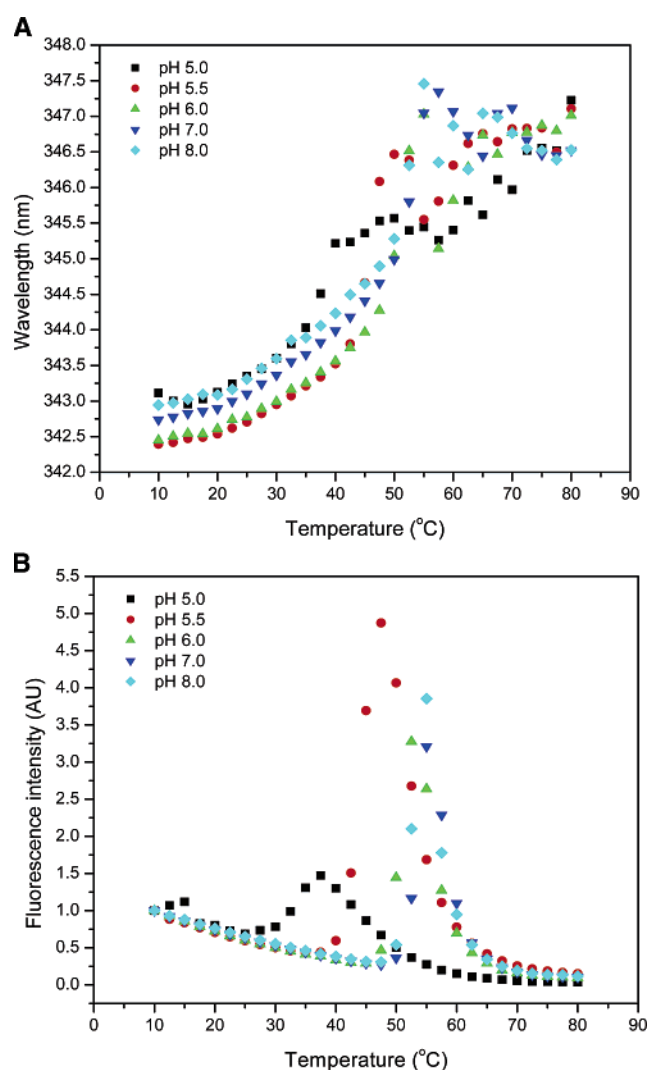 A
348.0
347.5
347.0
346.5
346.0
345.5
345.0
344.5
344.0
343.5
343.0
342.5
342.0
Wavelength (nm)
pH 5.0
pH 5.5
pH 6.0
pH 7.0
pH 8.0
0 10 20 30 40 50 60 70 80 90
Temperature (°C)
B
5.5
5.0
4.5
4.0
3.5
3.0
2.5
2.0
1.5
1.0
0.5
0.0
Fluorescence intensity (AU)
pH 5.0
pH 5.5
pH 6.0
pH 7.0
pH 8.0
0 10 20 30 40 50 60 70 80 90
Temperature (°C)